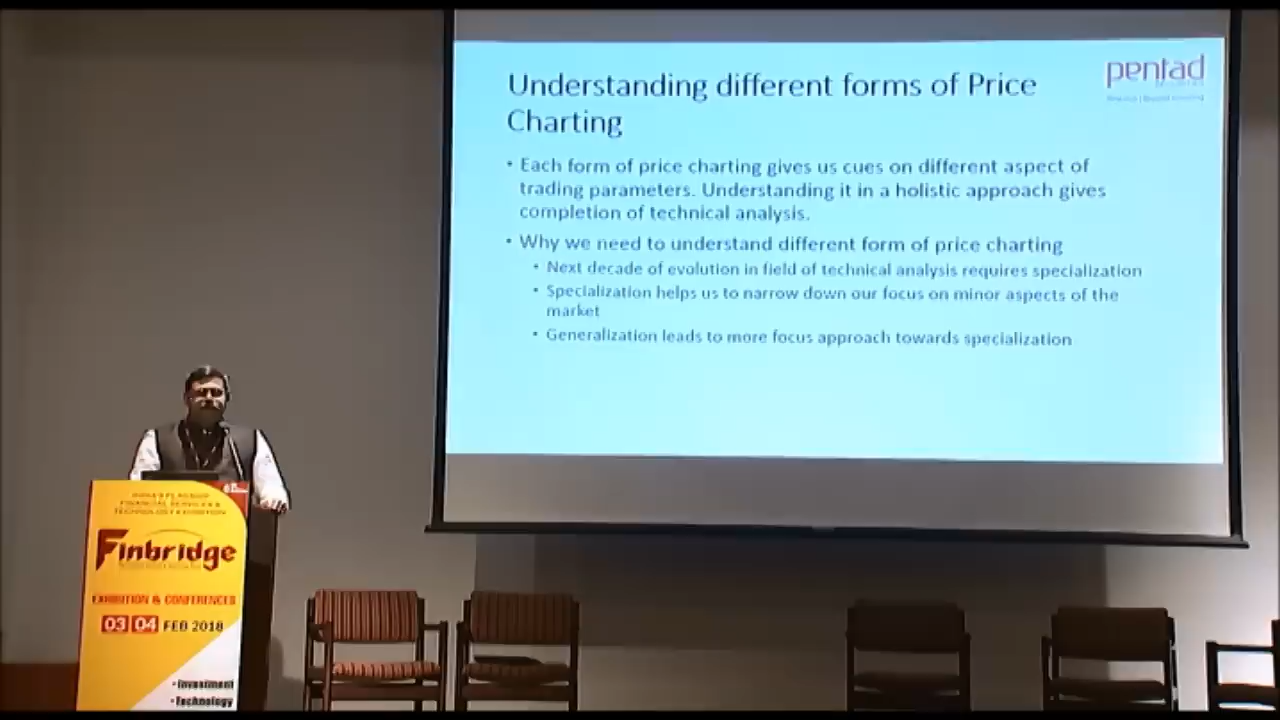 Understanding different forms of Price
Charting
pentad
• Each form of price charting gives us cues on different aspect of
trading parameters. Understanding it in a holistic approach gives
completion of technical analysis.
• Why we need to understand different form of price charting
• Next decade of evolution in field of technical analysis requires specialization
• Specialization helps us to narrow down our focus on minor aspects of the
market
• Generalization leads to more focus approach towards specialization
FINANCIAL SERVICES &
TECHNOLOGY EXHIBITION
Finbridge
EXHIBITION & CONFERENCES
03 04 FEB 2018
• Investment
• Technology